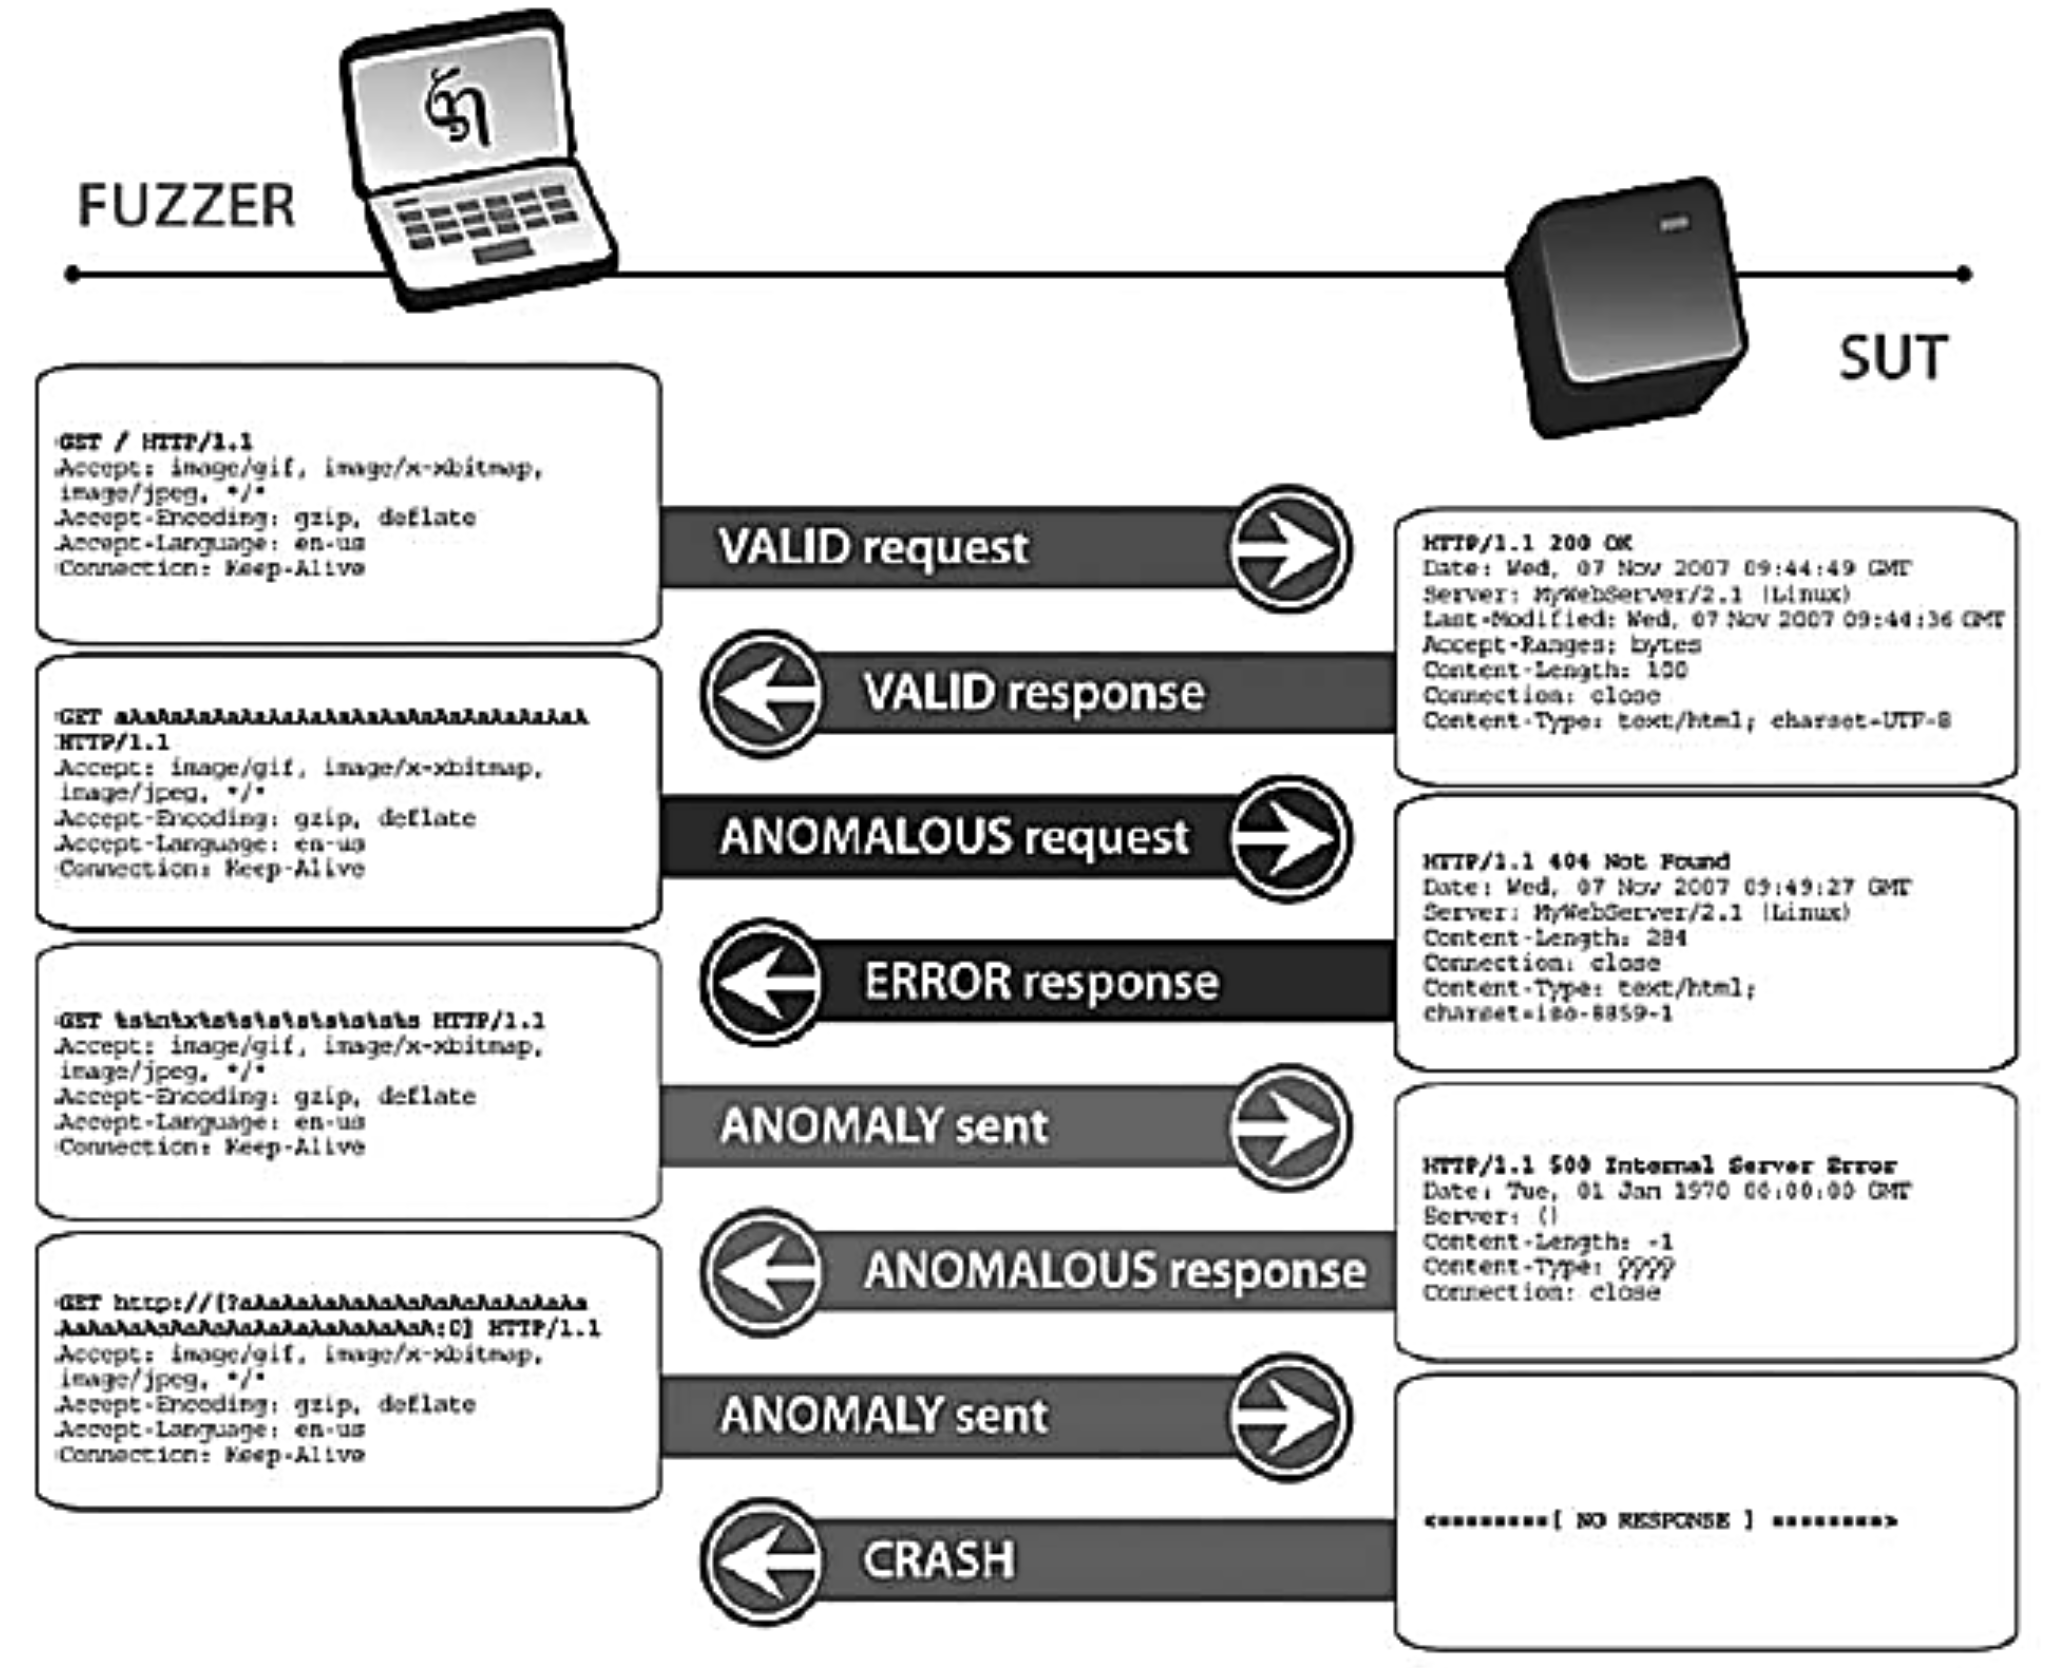 FUZZER
SUT
GET / HTTP/1.1
Accept: image/gif, image/x-xbitmap,
image/jpeg, */*
Accept-Encoding: gzip, deflate
Accept-Language: en-us
Connection: Keep-Alive
VALID request
HTTP/1.1 200 OK
Date: Wed, 07 Nov 2007 09:44:49 GMT
Server: MyWebServer/2.1 (Linux)
Last-Modified: Wed, 07 Nov 2007 09:44:36 GMT
Accept-Ranges: bytes
Content-Length: 100
Connection: close
Content-Type: text/html; charset=UTF-8
VALID response
GET
HTTP/1.1
Accept: image/gif, image/x-xbitmap,
image/jpeg, */*
Accept-Encoding: gzip, deflate
Accept-Language: en-us
Connection: Keep-Alive
ANOMALOUS request
HTTP/1.1 404 Not Found
Date: Wed, 07 Nov 2007 09:49:27 GMT
Server: MyWebServer/2.1 (Linux)
Content-Length: 284
Connection: close
Content-Type: text/html;
charset=iso-8859-1
ERROR response
GET %s%n%x%s%s%s%s%s%s%s%s HTTP/1.1
Accept: image/gif, image/x-xbitmap,
image/jpeg, */*
Accept-Encoding: gzip, deflate
Accept-Language: en-us
Connection: Keep-Alive
ANOMALY sent
HTTP/1.1 500 Internal Server Error
Date: Tue, 01 Jan 1970 00:00:00 GMT
Server: ()
Content-Length: -1
Content-Type: ????
Connection: close
ANOMALOUS response
GET
HTTP/1.1
Accept: image/gif, image/x-xbitmap,
image/jpeg, */*
Accept-Encoding: gzip, deflate
Accept-Language: en-us
Connection: Keep-Alive
ANOMALY sent
[ NO RESPONSE ]
CRASH